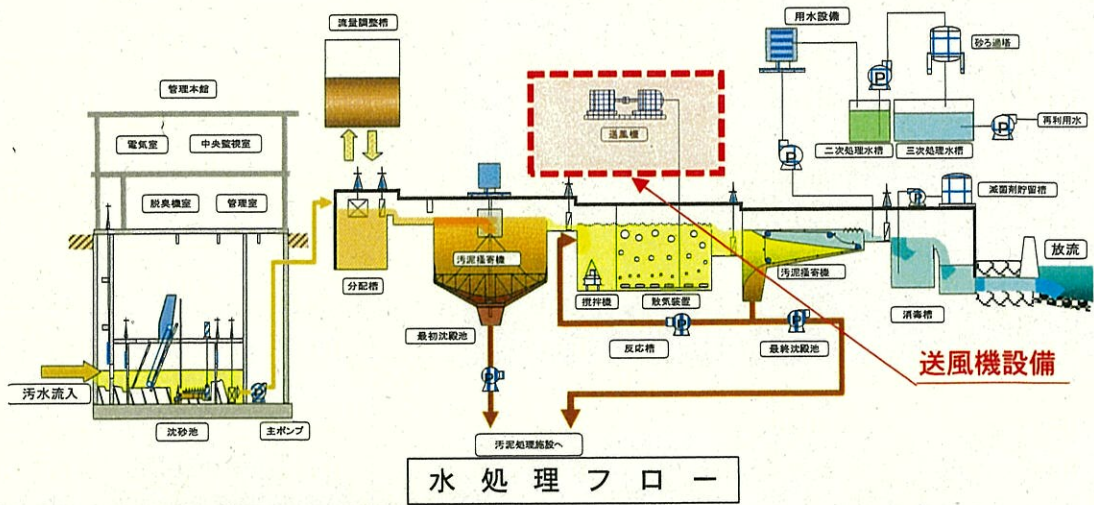 流量調整槽
用水設備
砂ろ過塔
管理本館
送風機
P
電気室
中央監視室
再利用水
P
二次処理水槽
三次処理水槽
P
脱臭機室
管理室
滅菌剤貯留槽
放流
汚泥掻寄機
汚泥掻寄機
分配槽
撹拌機
散気装置
消毒槽
最初沈殿池
反応槽
最終沈殿池
送風機設備
汚水流入
沈砂池
主ポンプ
汚泥処理施設へ
水処理フロー